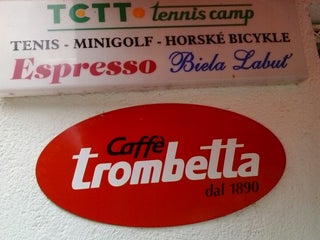 TCTT tennis camp
TENIS - MINIGOLF - HORSKÉ BICYKLE
Espresso Biela Labuť
Caffè
trombetta
dal 1890